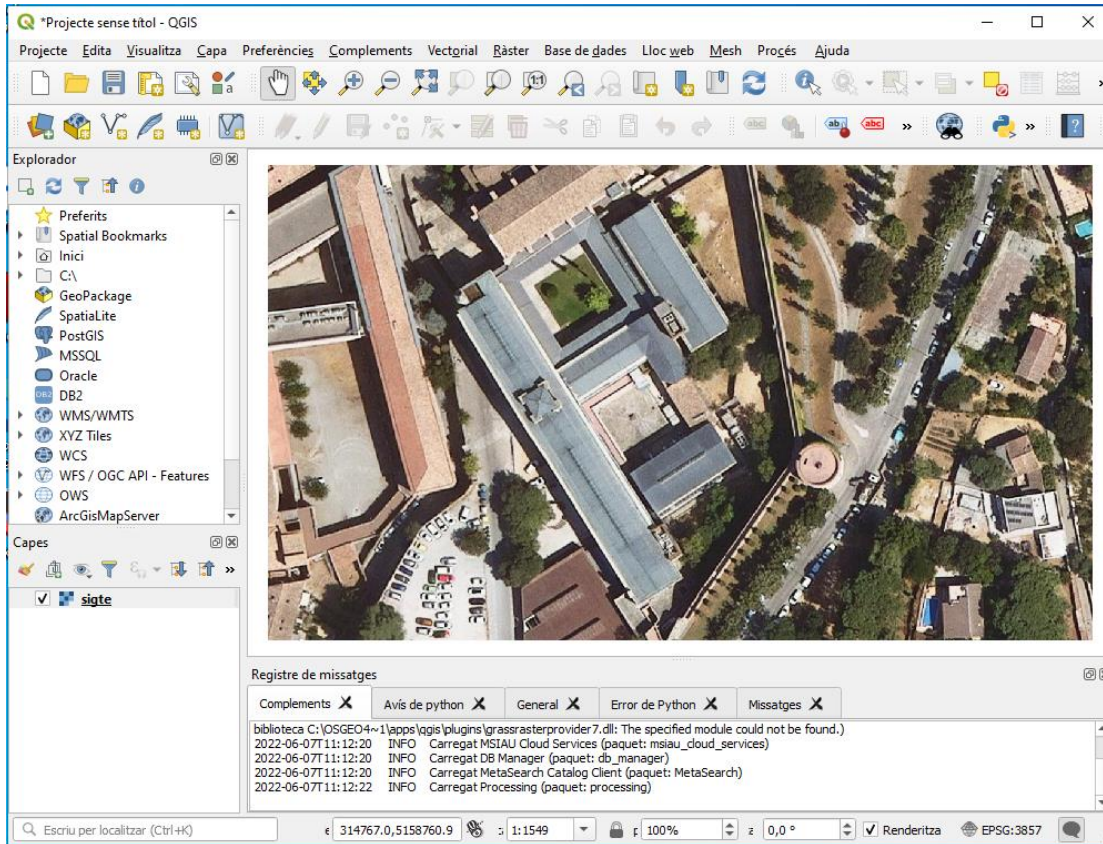 *Projecte sense títol - QGIS
Projecte Edita Visualitza Capa Preferències Complements Vectorial Ràster Base de dades Lloc web Mesh Procés Ajuda
a
1:1
abc
ab
abc
»
»
?
Explorador
Preferits
Spatial Bookmarks
Inici
C:\
GeoPackage
SpatiaLite
PostGIS
MSSQL
Oracle
DB2 DB2
WMS/WMTS
XYZ Tiles
WCS
WFS / OGC API - Features
OWS
ArcGisMapServer
Capes
»
sigte
Registre de missatges
Complements X Avís de python X General X Error de Python X Missatges X
biblioteca C:\OSGEO4~1\apps\qgis\plugins\grassrasterprovider7.dll: The specified module could not be found.)
2022-06-07T11:12:20 INFO Carregat MSIAU Cloud Services (paquet: msiau_cloud_services)
2022-06-07T11:12:20 INFO Carregat DB Manager (paquet: db_manager)
2022-06-07T11:12:20 INFO Carregat MetaSearch Catalog Client (paquet: MetaSearch)
2022-06-07T11:12:22 INFO Carregat Processing (paquet: processing)
Escriu per localitzar (Ctrl+K) 314767.0,5158760.9 1:1549 100% 0,0 ° Renderitza EPSG:3857